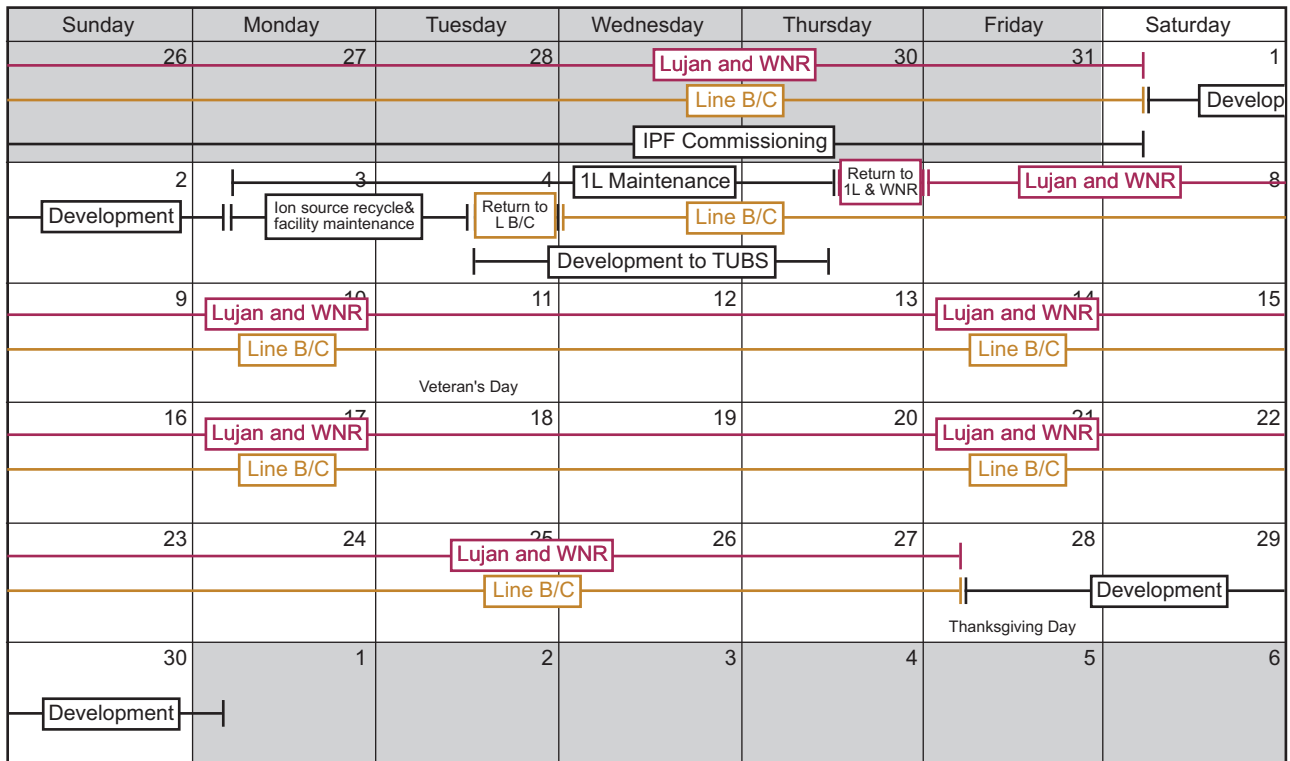 Sunday Monday Tuesday Wednesday Thursday Friday Saturday
26 27 28 30 31 1
Lujan and WNR
Line B/C
Develop
IPF Commissioning
2 3 4 8
1L Maintenance
Return to
1L & WNR
Lujan and WNR
Development
Ion source recycle&
facility maintenance
Return to
L B/C
Line B/C
Development to TUBS
9 10 11 12 13 14 15
Lujan and WNR Lujan and WNR
Line B/C Line B/C
Veteran's Day
16 17 18 19 20 21 22
Lujan and WNR Lujan and WNR
Line B/C Line B/C
23 24 25 26 27 28 29
Lujan and WNR
Line B/C
Development
Thanksgiving Day
30 1 2 3 4 5 6
Development